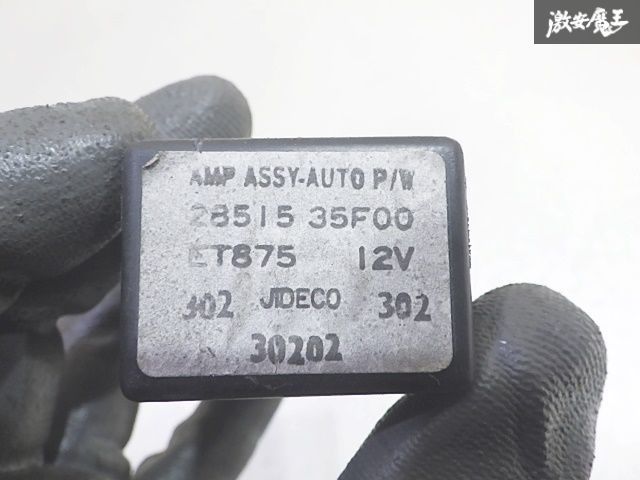 激安魔王
AMP ASSY-AUTO P/W
28515 35F00
ET875 12V
302 JIDECO 302
30202